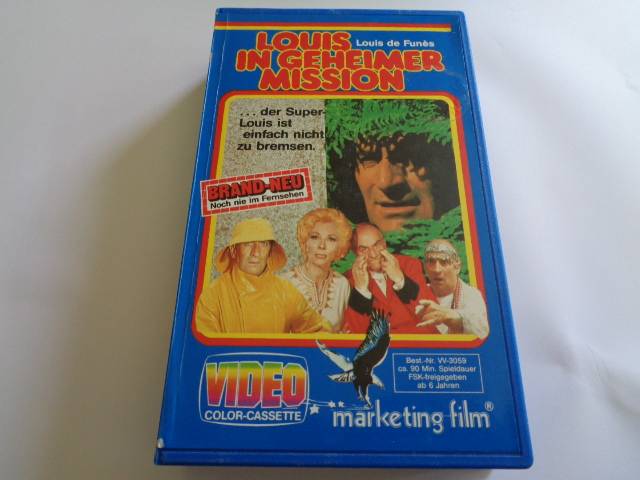 LOUIS
Louis de Funès
IN GEHEIMER
MISSION
. . . der Super-
Louis ist
einfach nicht
zu bremsen.
BRAND-NEU
Noch nie im Fernsehen
VIDEO
COLOR-CASSETTE
marketing film®
Best.-Nr. VV-3059
ca. 90 Min. Spieldauer
FSK-freigegeben
ab 6 Jahren